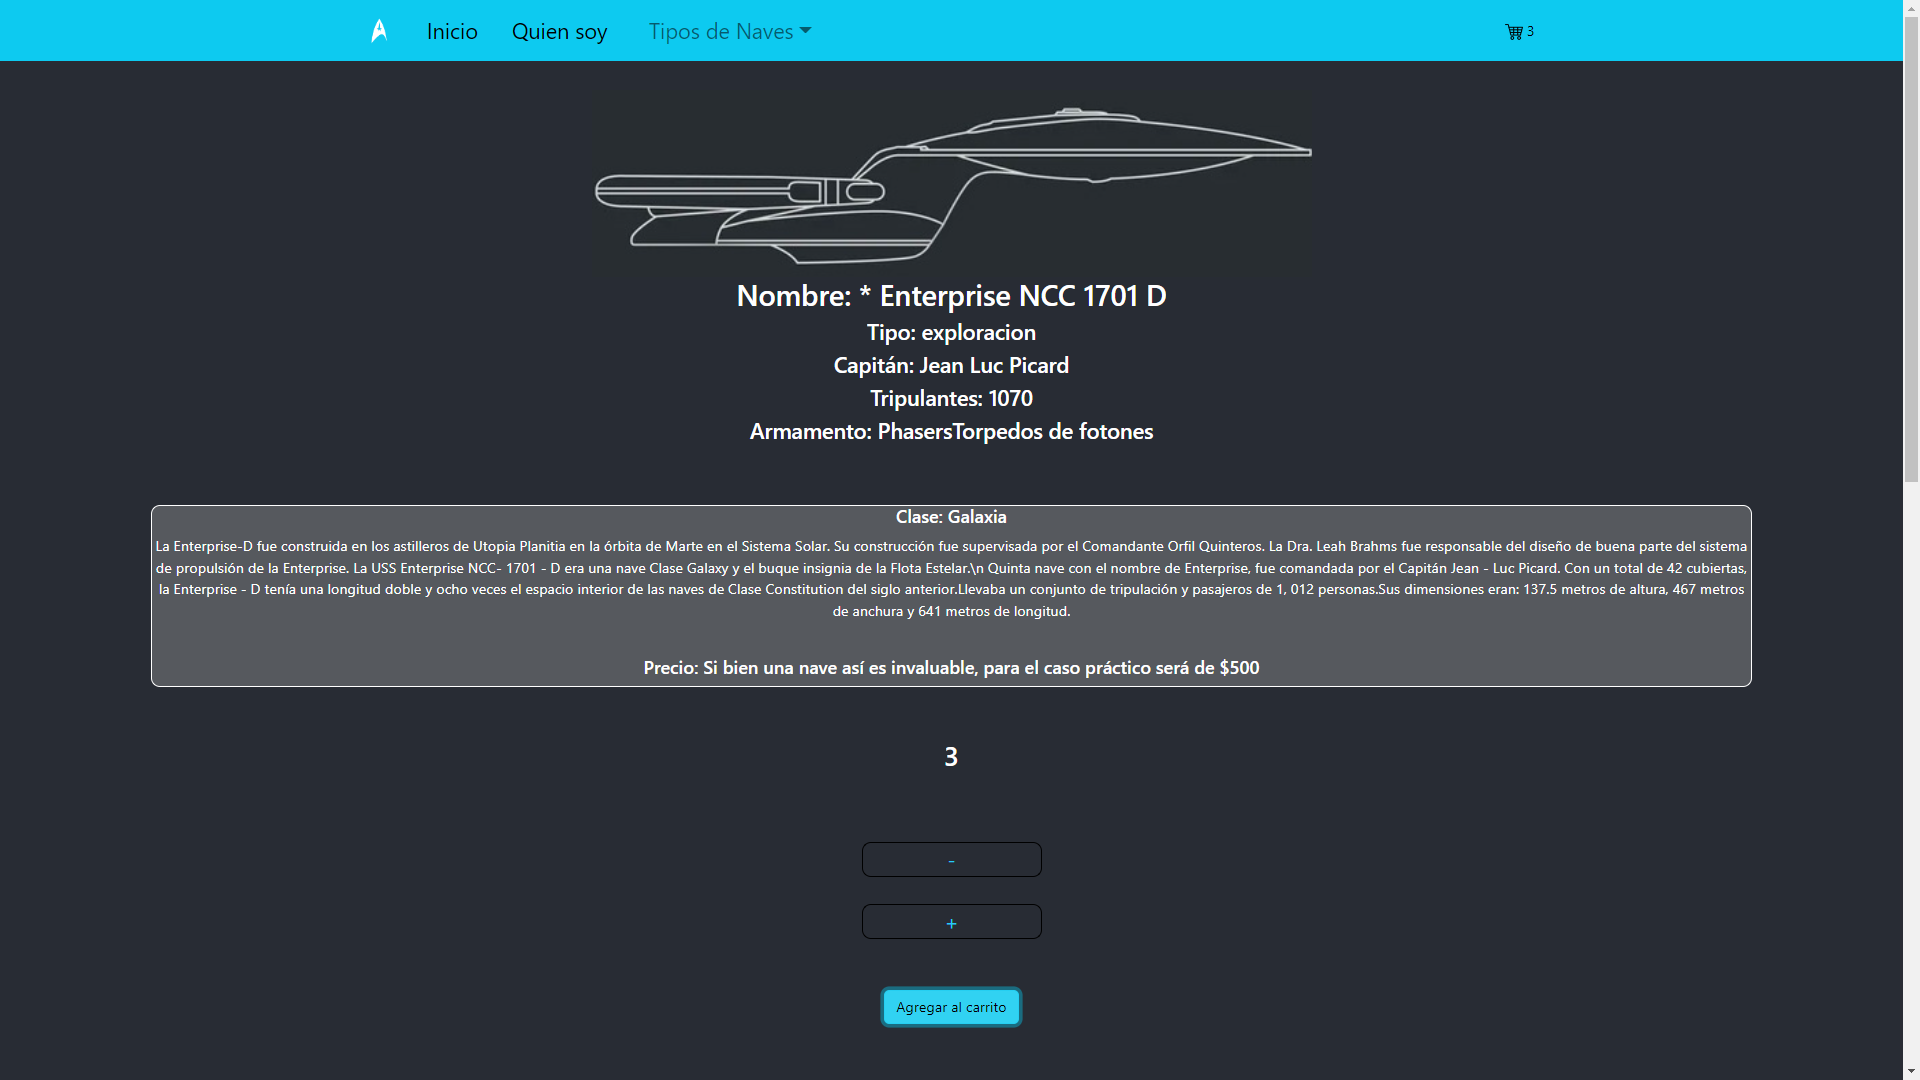 Inicio Quien soy Tipos de Naves 3
Nombre: * Enterprise NCC 1701 D
Tipo: exploracion
Capitán: Jean Luc Picard
Tripulantes: 1070
Armamento: PhasersTorpedos de fotones
Clase: Galaxia
La Enterprise-D fue construida en los astilleros de Utopia Planitia en la órbita de Marte en el Sistema Solar. Su construcción fue supervisada por el Comandante Orfil Quinteros. La Dra. Leah Brahms fue responsable del diseño de buena parte del sistema
de propulsión de la Enterprise. La USS Enterprise NCC- 1701 - D era una nave Clase Galaxy y el buque insignia de la Flota Estelar.\n Quinta nave con el nombre de Enterprise, fue comandada por el Capitán Jean - Luc Picard. Con un total de 42 cubiertas,
la Enterprise - D tenía una longitud doble y ocho veces el espacio interior de las naves de Clase Constitution del siglo anterior.Llevaba un conjunto de tripulación y pasajeros de 1, 012 personas.Sus dimensiones eran: 137.5 metros de altura, 467 metros
de anchura y 641 metros de longitud.
Precio: Si bien una nave así es invaluable, para el caso práctico será de $500
3
-
+
Agregar al carrito